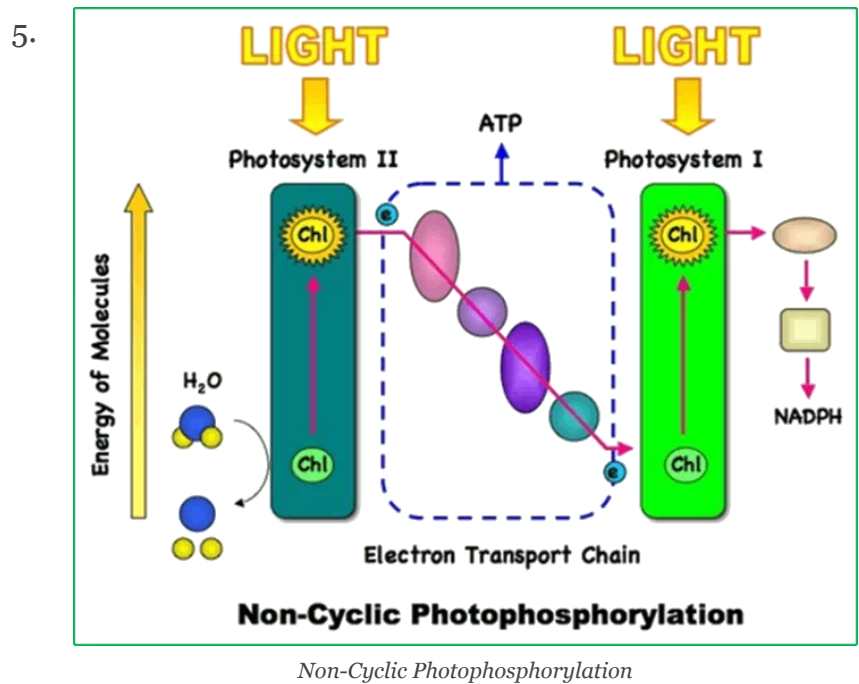 5.
LIGHT
LIGHT
ATP
Photosystem II
Photosystem I
e
Chl
Chl
Energy of Molecules
H₂O
NADPH
Chl
Chl
e
Electron Transport Chain
Non-Cyclic Photophosphorylation
Non-Cyclic Photophosphorylation